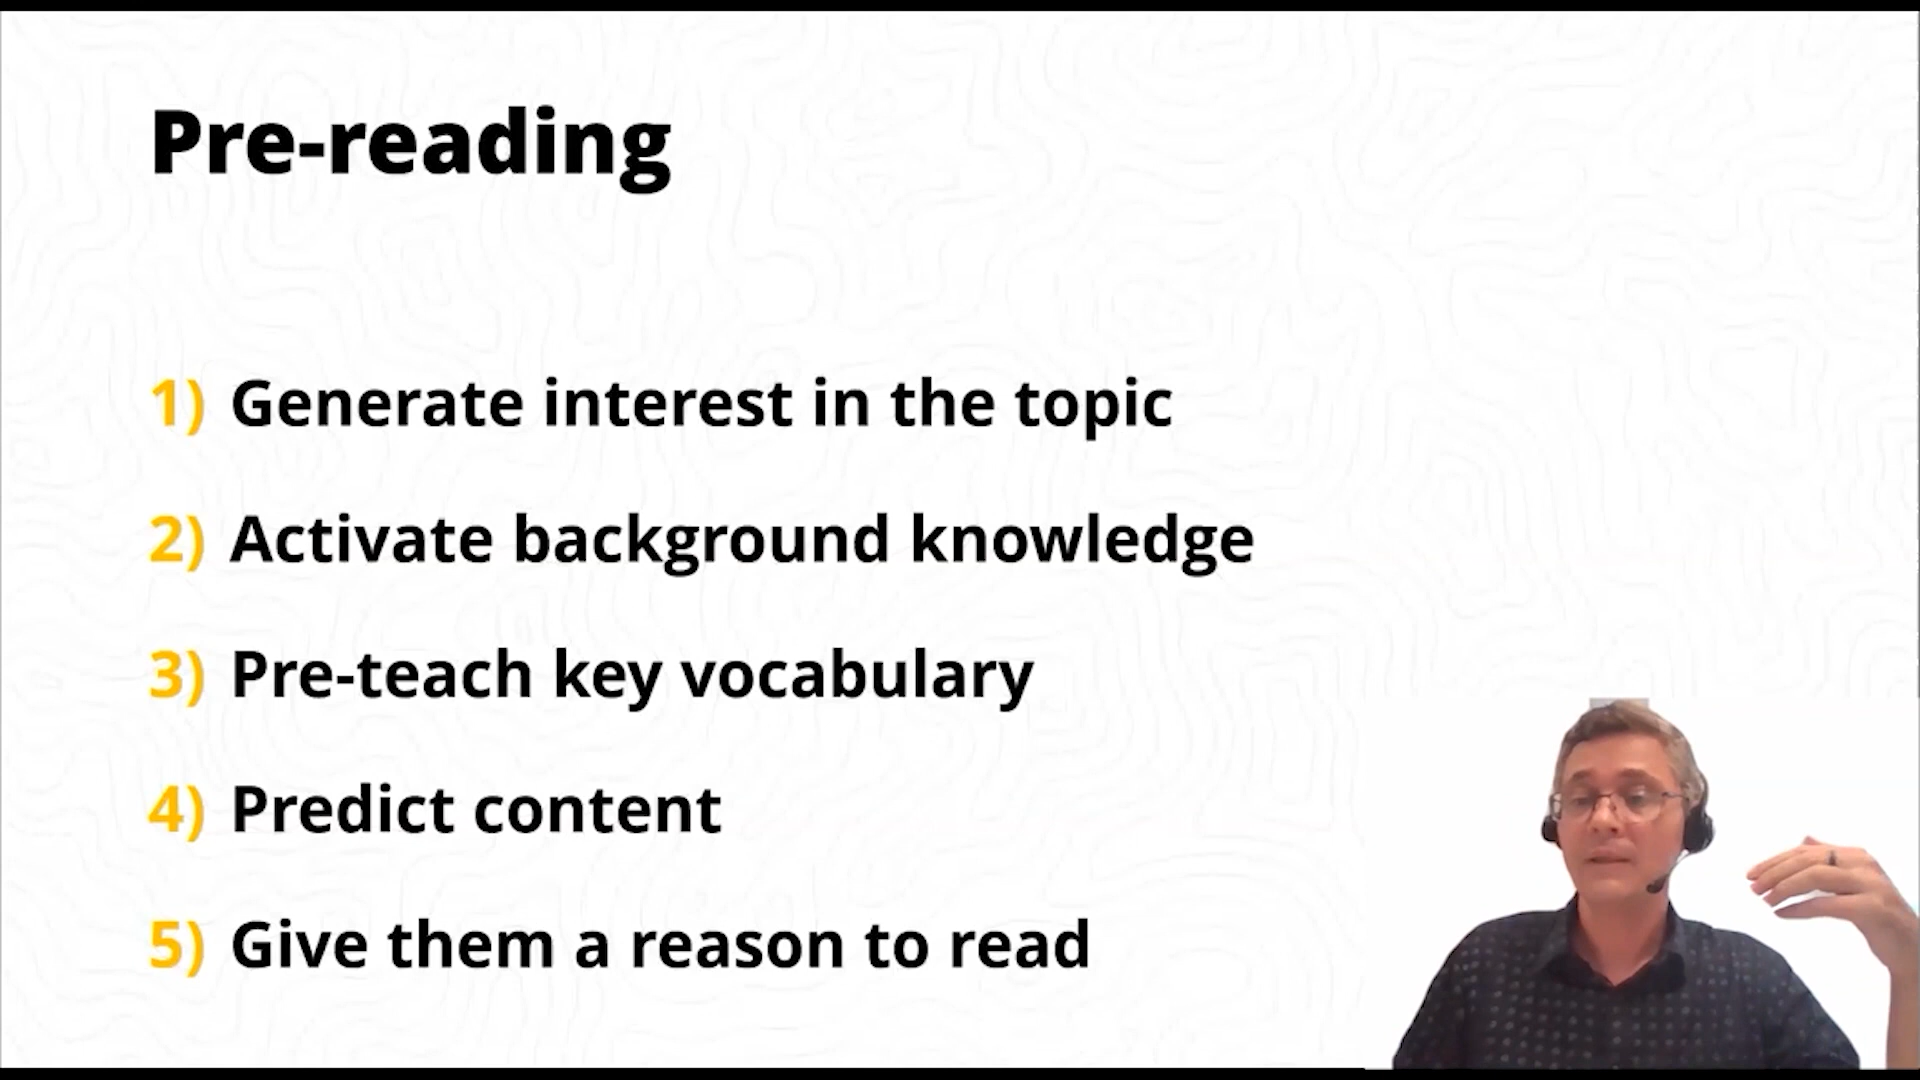 Pre-reading
1) Generate interest in the topic
2) Activate background knowledge
3) Pre-teach key vocabulary
4) Predict content
5) Give them a reason to read